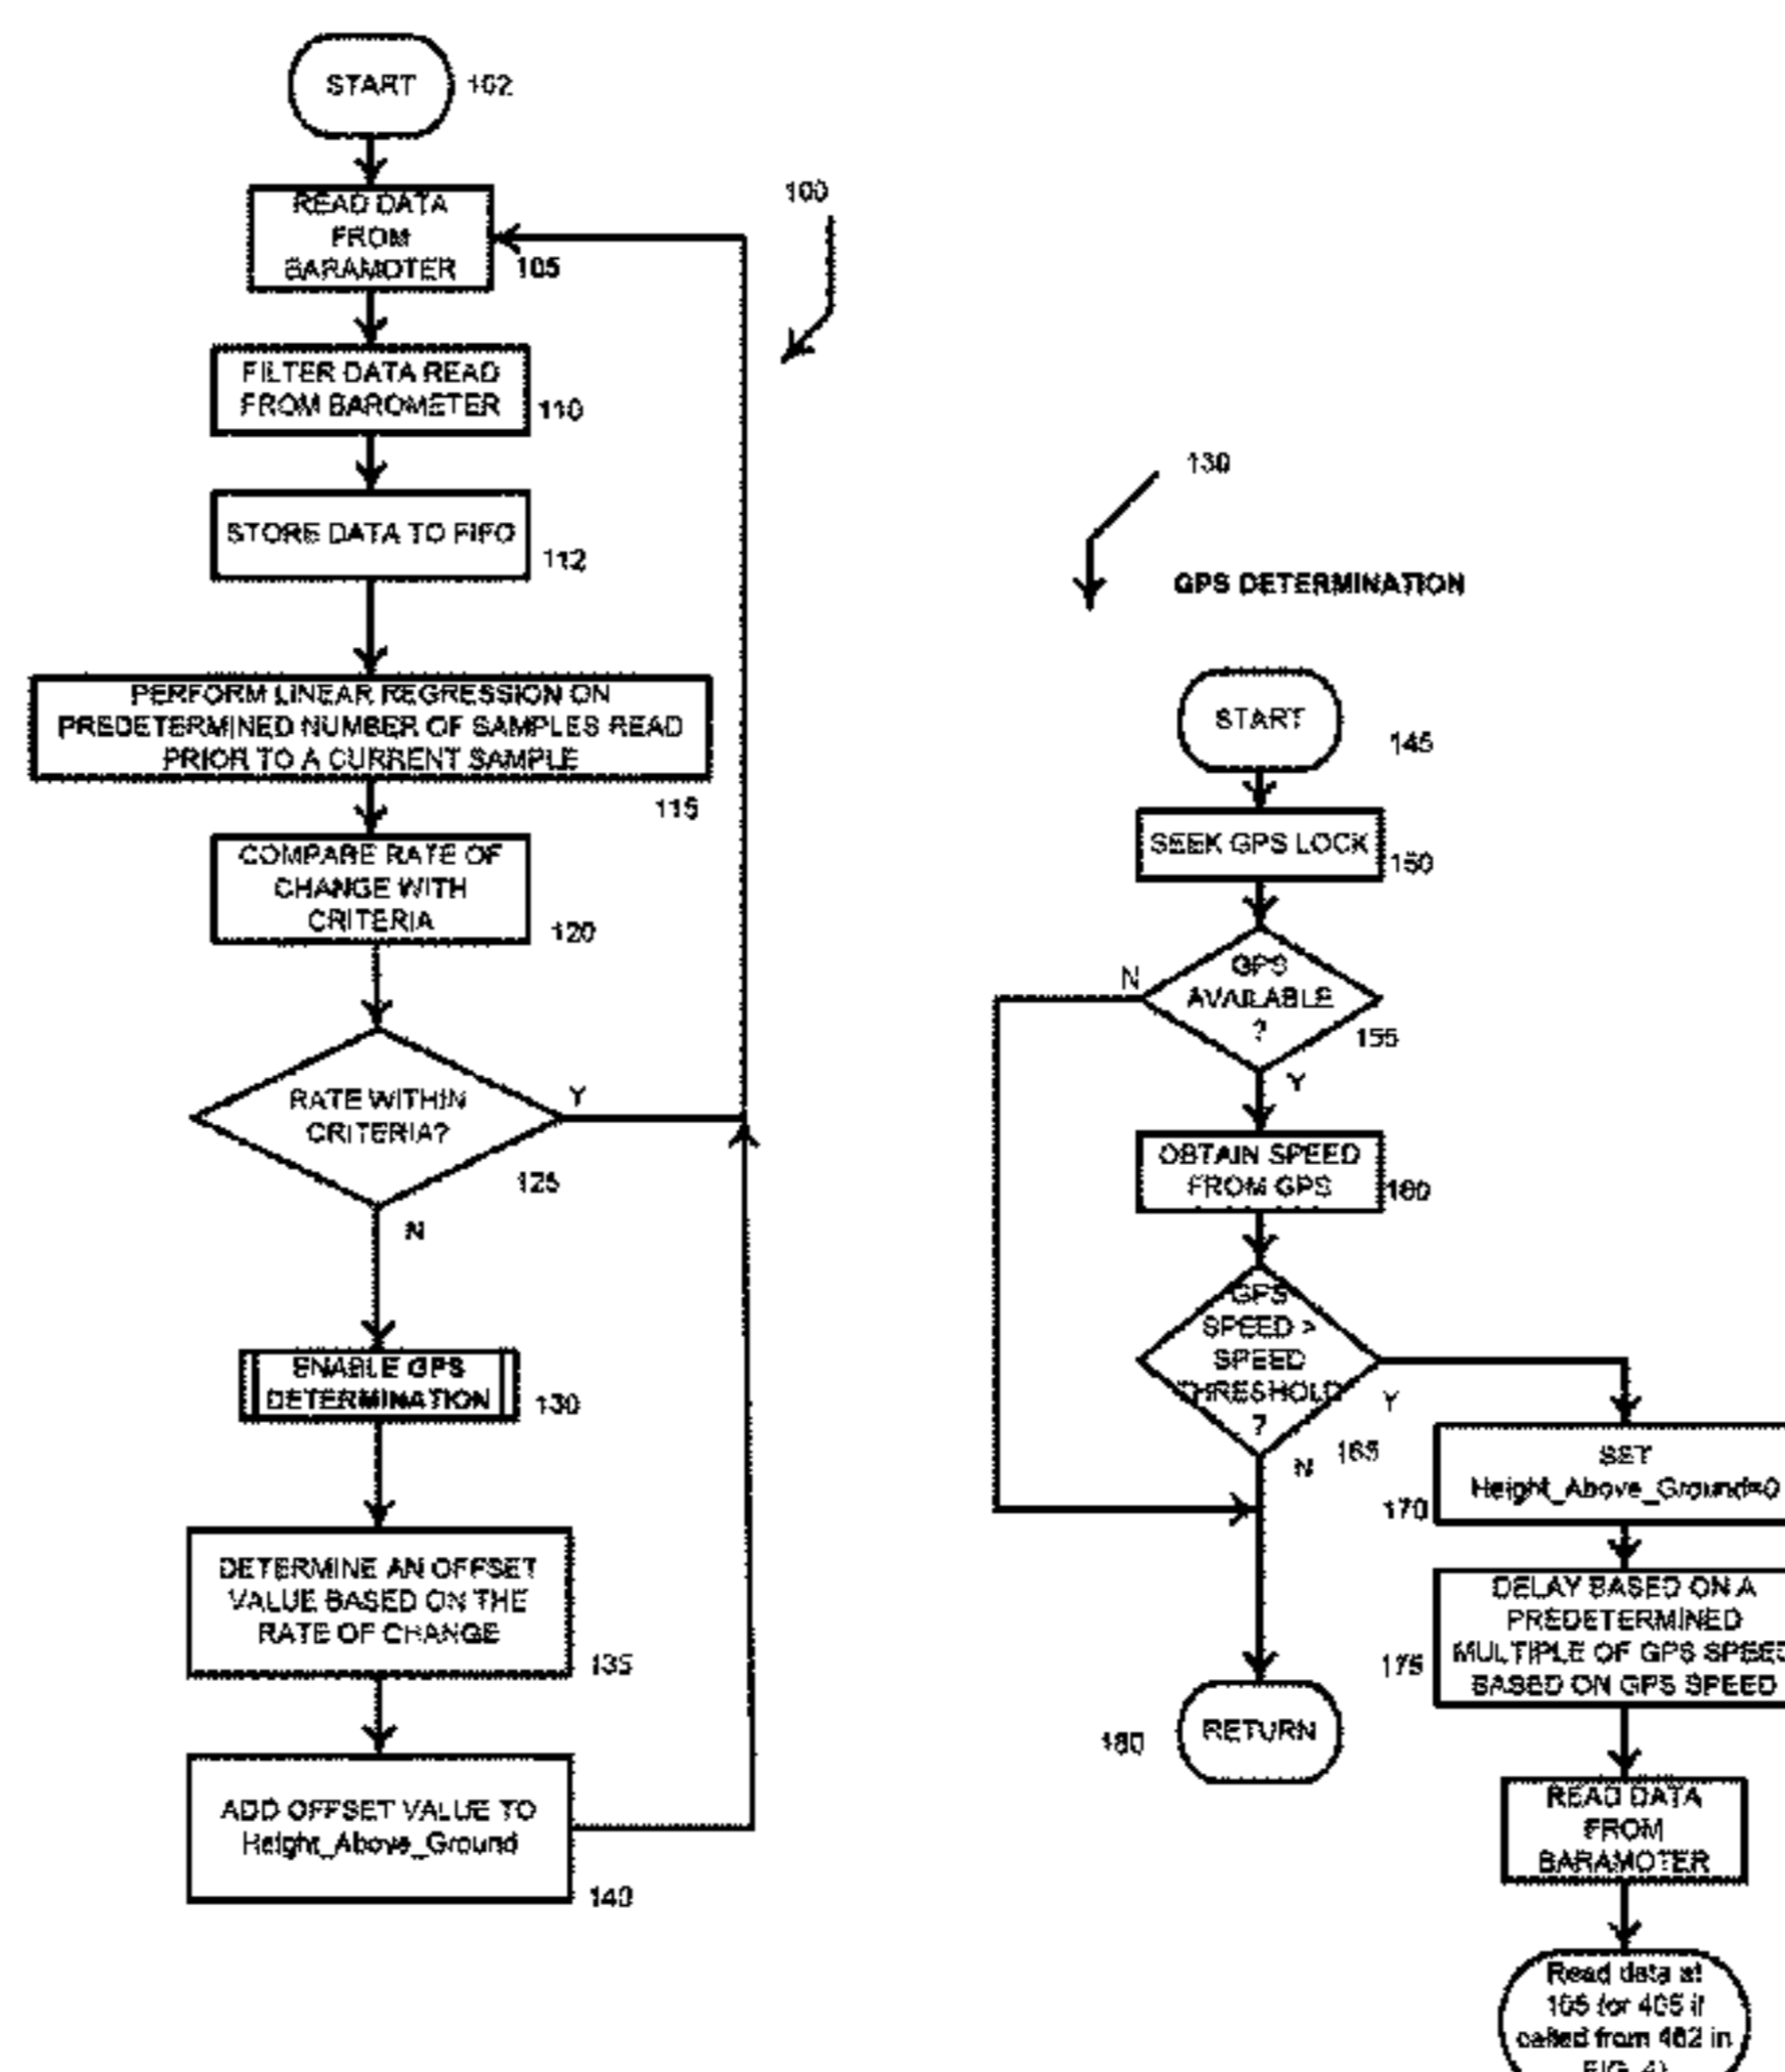 START
102
READ DATA
FROM
BARAMOTER
105
100
FILTER DATA READ
FROM BAROMETER
110
STORE DATA TO FIFO
112
PERFORM LINEAR REGRESSION ON
PREDETERMINED NUMBER OF SAMPLES READ
PRIOR TO A CURRENT SAMPLE
115
COMPARE RATE OF
CHANGE WITH
CRITERIA
120
RATE WITHIN
CRITERIA?
Y
125
N
ENABLE GPS
DETERMINATION
130
DETERMINE AN OFFSET
VALUE BASED ON THE
RATE OF CHANGE
135
ADD OFFSET VALUE TO
Height_Above_Ground
140
130
GPS DETERMINATION
START
145
SEEK GPS LOCK
150
GPS
AVAILABLE
?
N
155
Y
OBTAIN SPEED
FROM GPS
160
GPS
SPEED >
SPEED
THRESHOLD
?
Y
165
N
SET
Height_Above_Ground=0
170
DELAY BASED ON A
PREDETERMINED
MULTIPLE OF GPS SPEED
BASED ON GPS SPEED
175
RETURN
180
READ DATA
FROM
BARAMOTER
Read data at
105 (or 405 if
called from 462 in
FIG. 4)